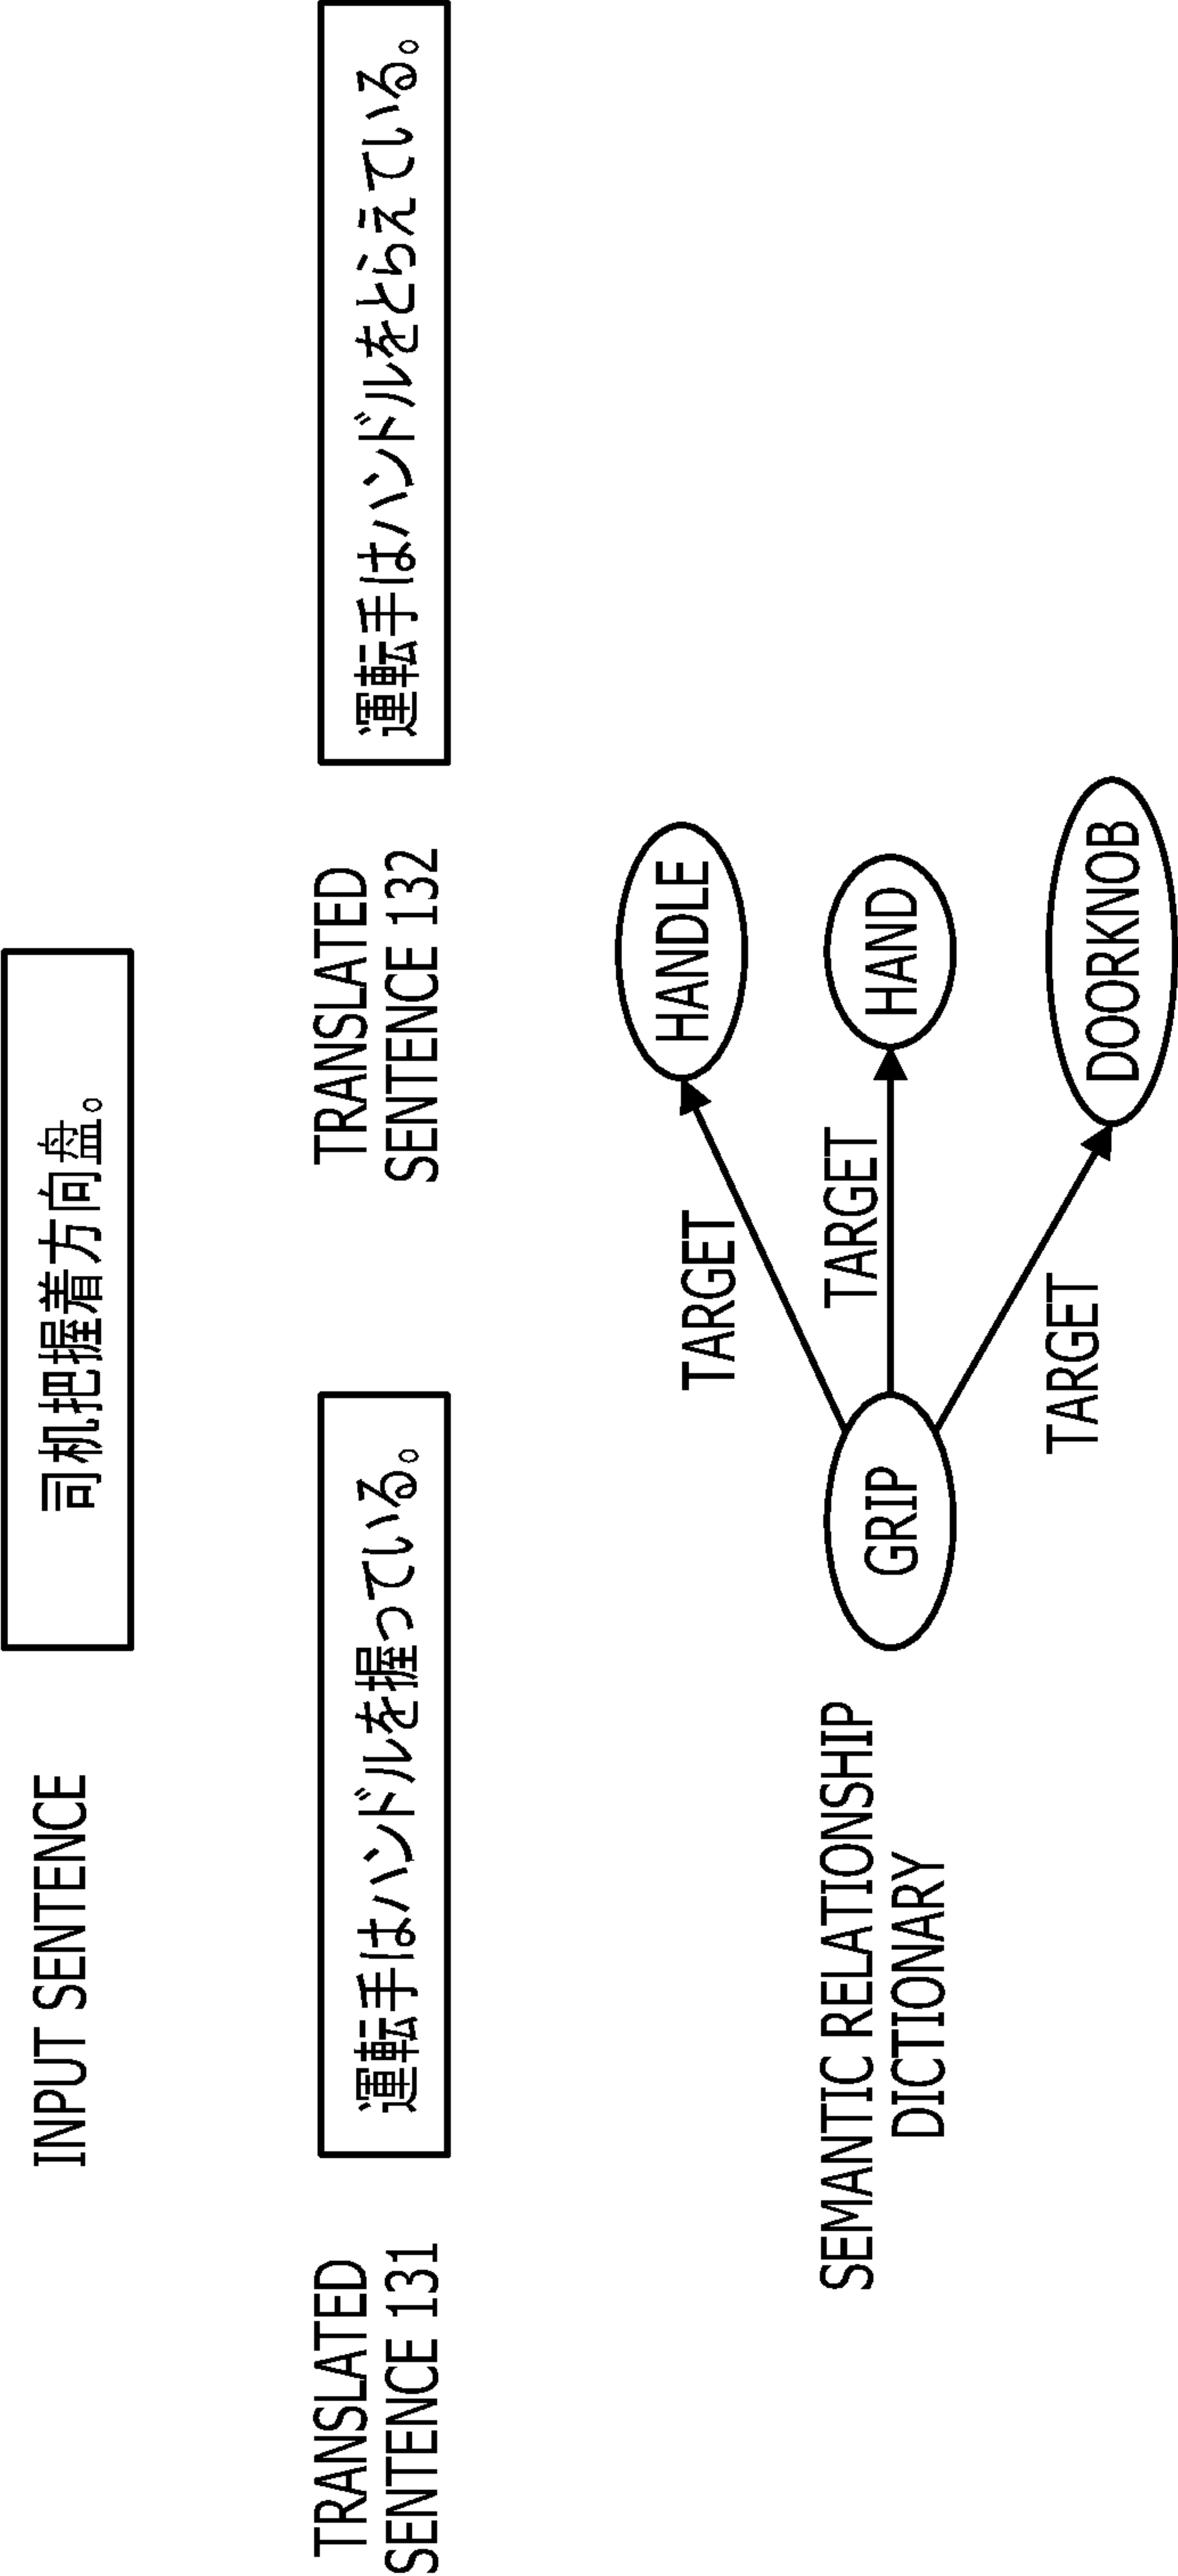 INPUT SENTENCE
司机把握着方向盘。
TRANSLATED
SENTENCE 131
運転手はハンドルを握っている。
TRANSLATED
SENTENCE 132
運転手はハンドルをとらえている。
SEMANTIC RELATIONSHIP
DICTIONARY
GRIP
TARGET
HANDLE
TARGET
HAND
TARGET
DOORKNOB